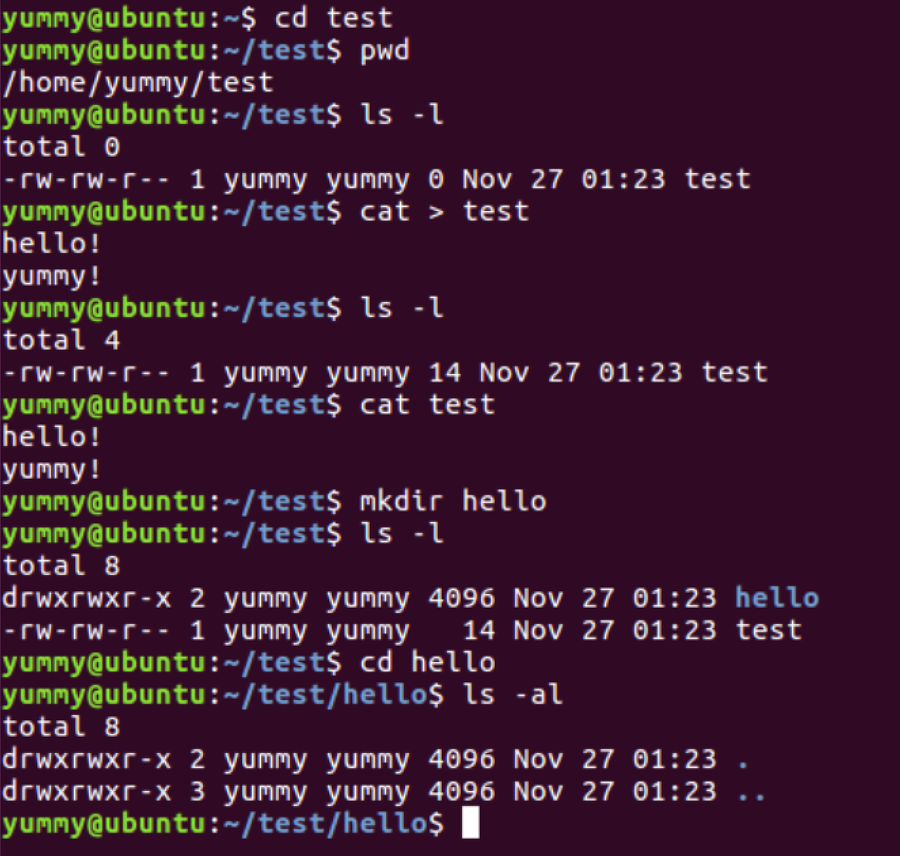 yummy@ubuntu:~$ cd test
yummy@ubuntu:~/test$ pwd
/home/yummy/test
yummy@ubuntu:~/test$ ls -l
total 0
-rw-rw-r-- 1 yummy yummy 0 Nov 27 01:23 test
yummy@ubuntu:~/test$ cat > test
hello!
yummy!
yummy@ubuntu:~/test$ ls -l
total 4
-rw-rw-r-- 1 yummy yummy 14 Nov 27 01:23 test
yummy@ubuntu:~/test$ cat test
hello!
yummy!
yummy@ubuntu:~/test$ mkdir hello
yummy@ubuntu:~/test$ ls -l
total 8
drwxrwxr-x 2 yummy yummy 4096 Nov 27 01:23 hello
-rw-rw-r-- 1 yummy yummy   14 Nov 27 01:23 test
yummy@ubuntu:~/test$ cd hello
yummy@ubuntu:~/test/hello$ ls -al
total 8
drwxrwxr-x 2 yummy yummy 4096 Nov 27 01:23 .
drwxrwxr-x 3 yummy yummy 4096 Nov 27 01:23 ..
yummy@ubuntu:~/test/hello$